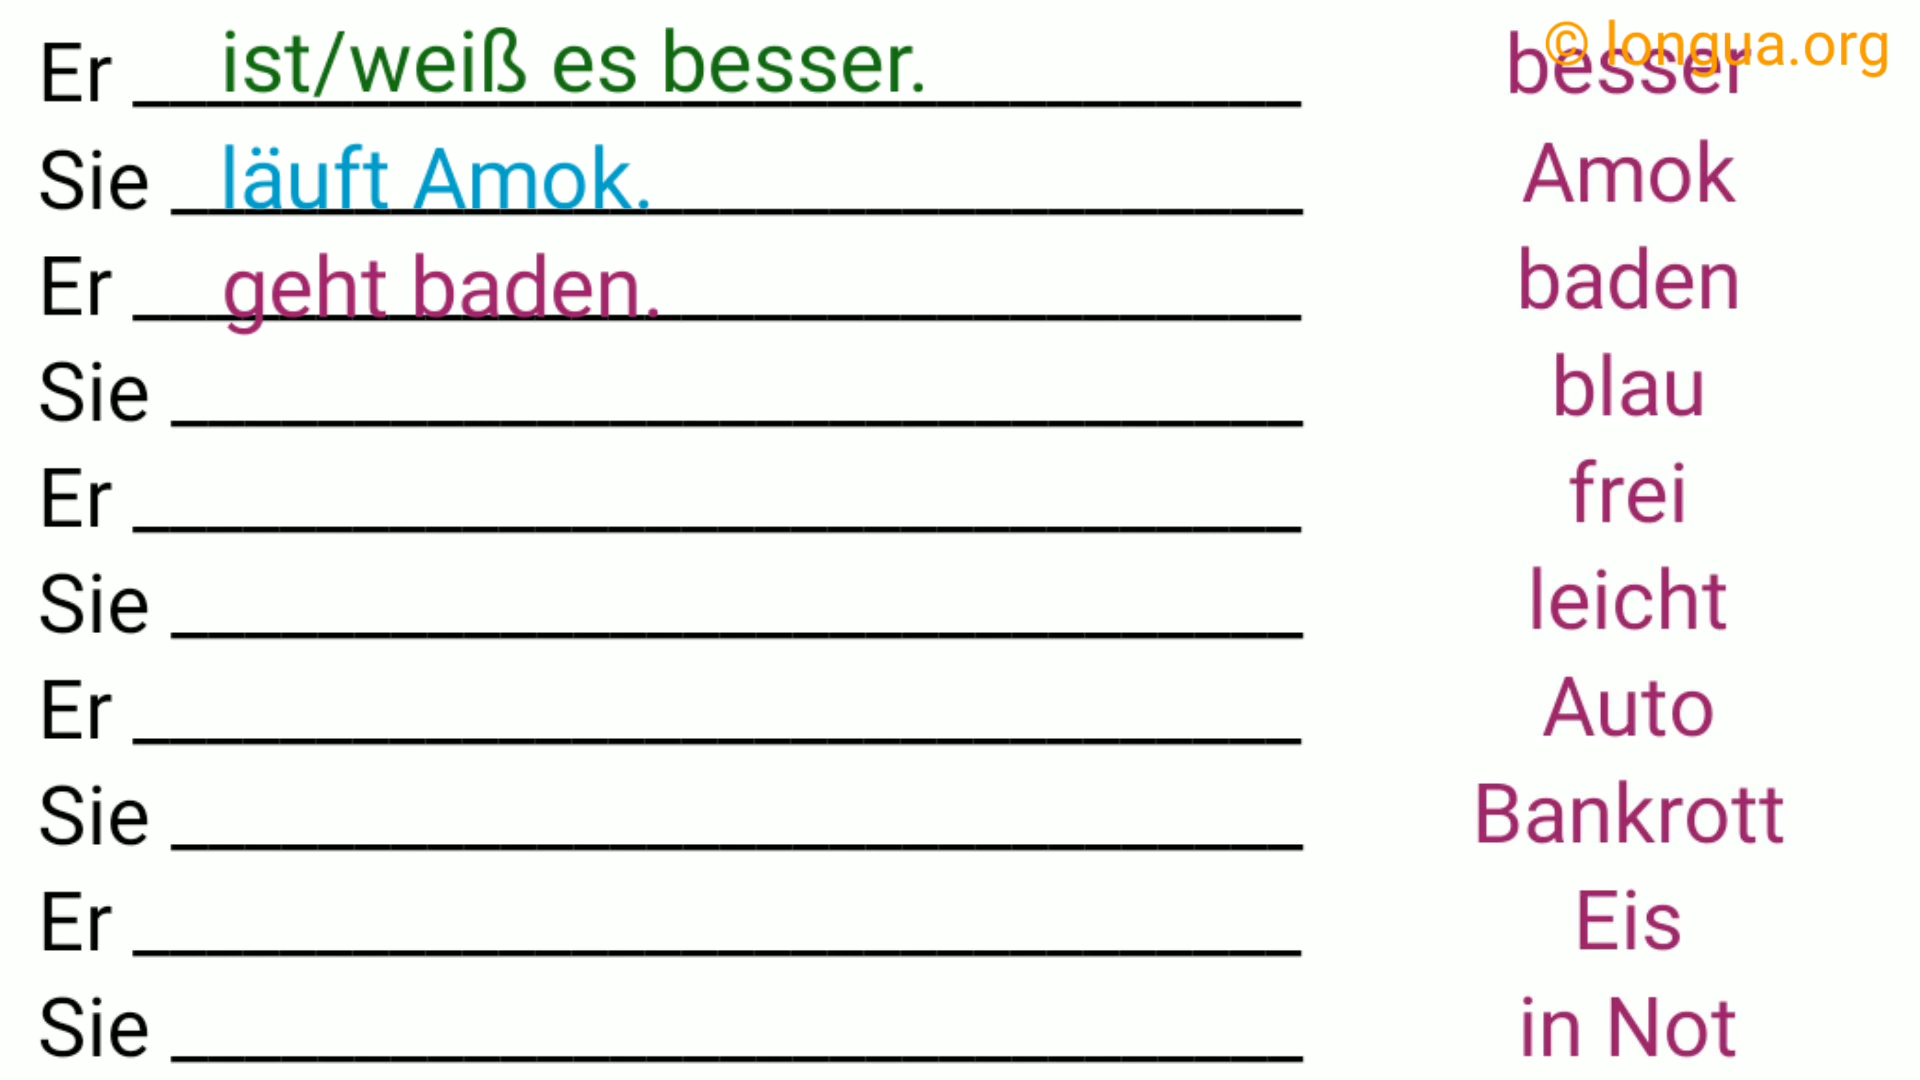 Er ist/weiß es besser. besser
© longua.org
Sie läuft Amok. Amok
Er geht baden. baden
Sie blau
Er frei
Sie leicht
Er Auto
Sie Bankrott
Er Eis
Sie in Not